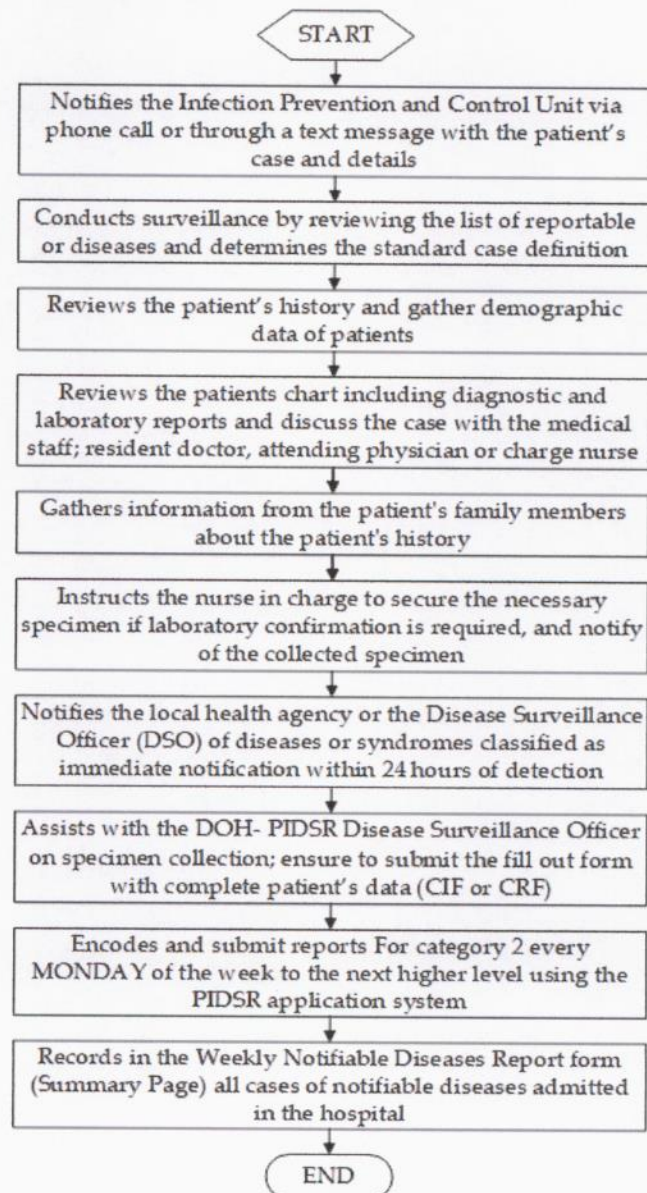 START
Notifies the Infection Prevention and Control Unit via
phone call or through a text message with the patient's
case and details
Conducts surveillance by reviewing the list of reportable
or diseases and determines the standard case definition
Reviews the patient's history and gather demographic
data of patients
Reviews the patients chart including diagnostic and
laboratory reports and discuss the case with the medical
staff; resident doctor, attending physician or charge nurse
Gathers information from the patient's family members
about the patient's history
Instructs the nurse in charge to secure the necessary
specimen if laboratory confirmation is required, and notify
of the collected specimen
Notifies the local health agency or the Disease Surveillance
Officer (DSO) of diseases or syndromes classified as
immediate notification within 24 hours of detection
Assists with the DOH- PIDSR Disease Surveillance Officer
on specimen collection; ensure to submit the fill out form
with complete patient's data (CIF or CRF)
Encodes and submit reports For category 2 every
MONDAY of the week to the next higher level using the
PIDSR application system
Records in the Weekly Notifiable Diseases Report form
(Summary Page) all cases of notifiable diseases admitted
in the hospital
END